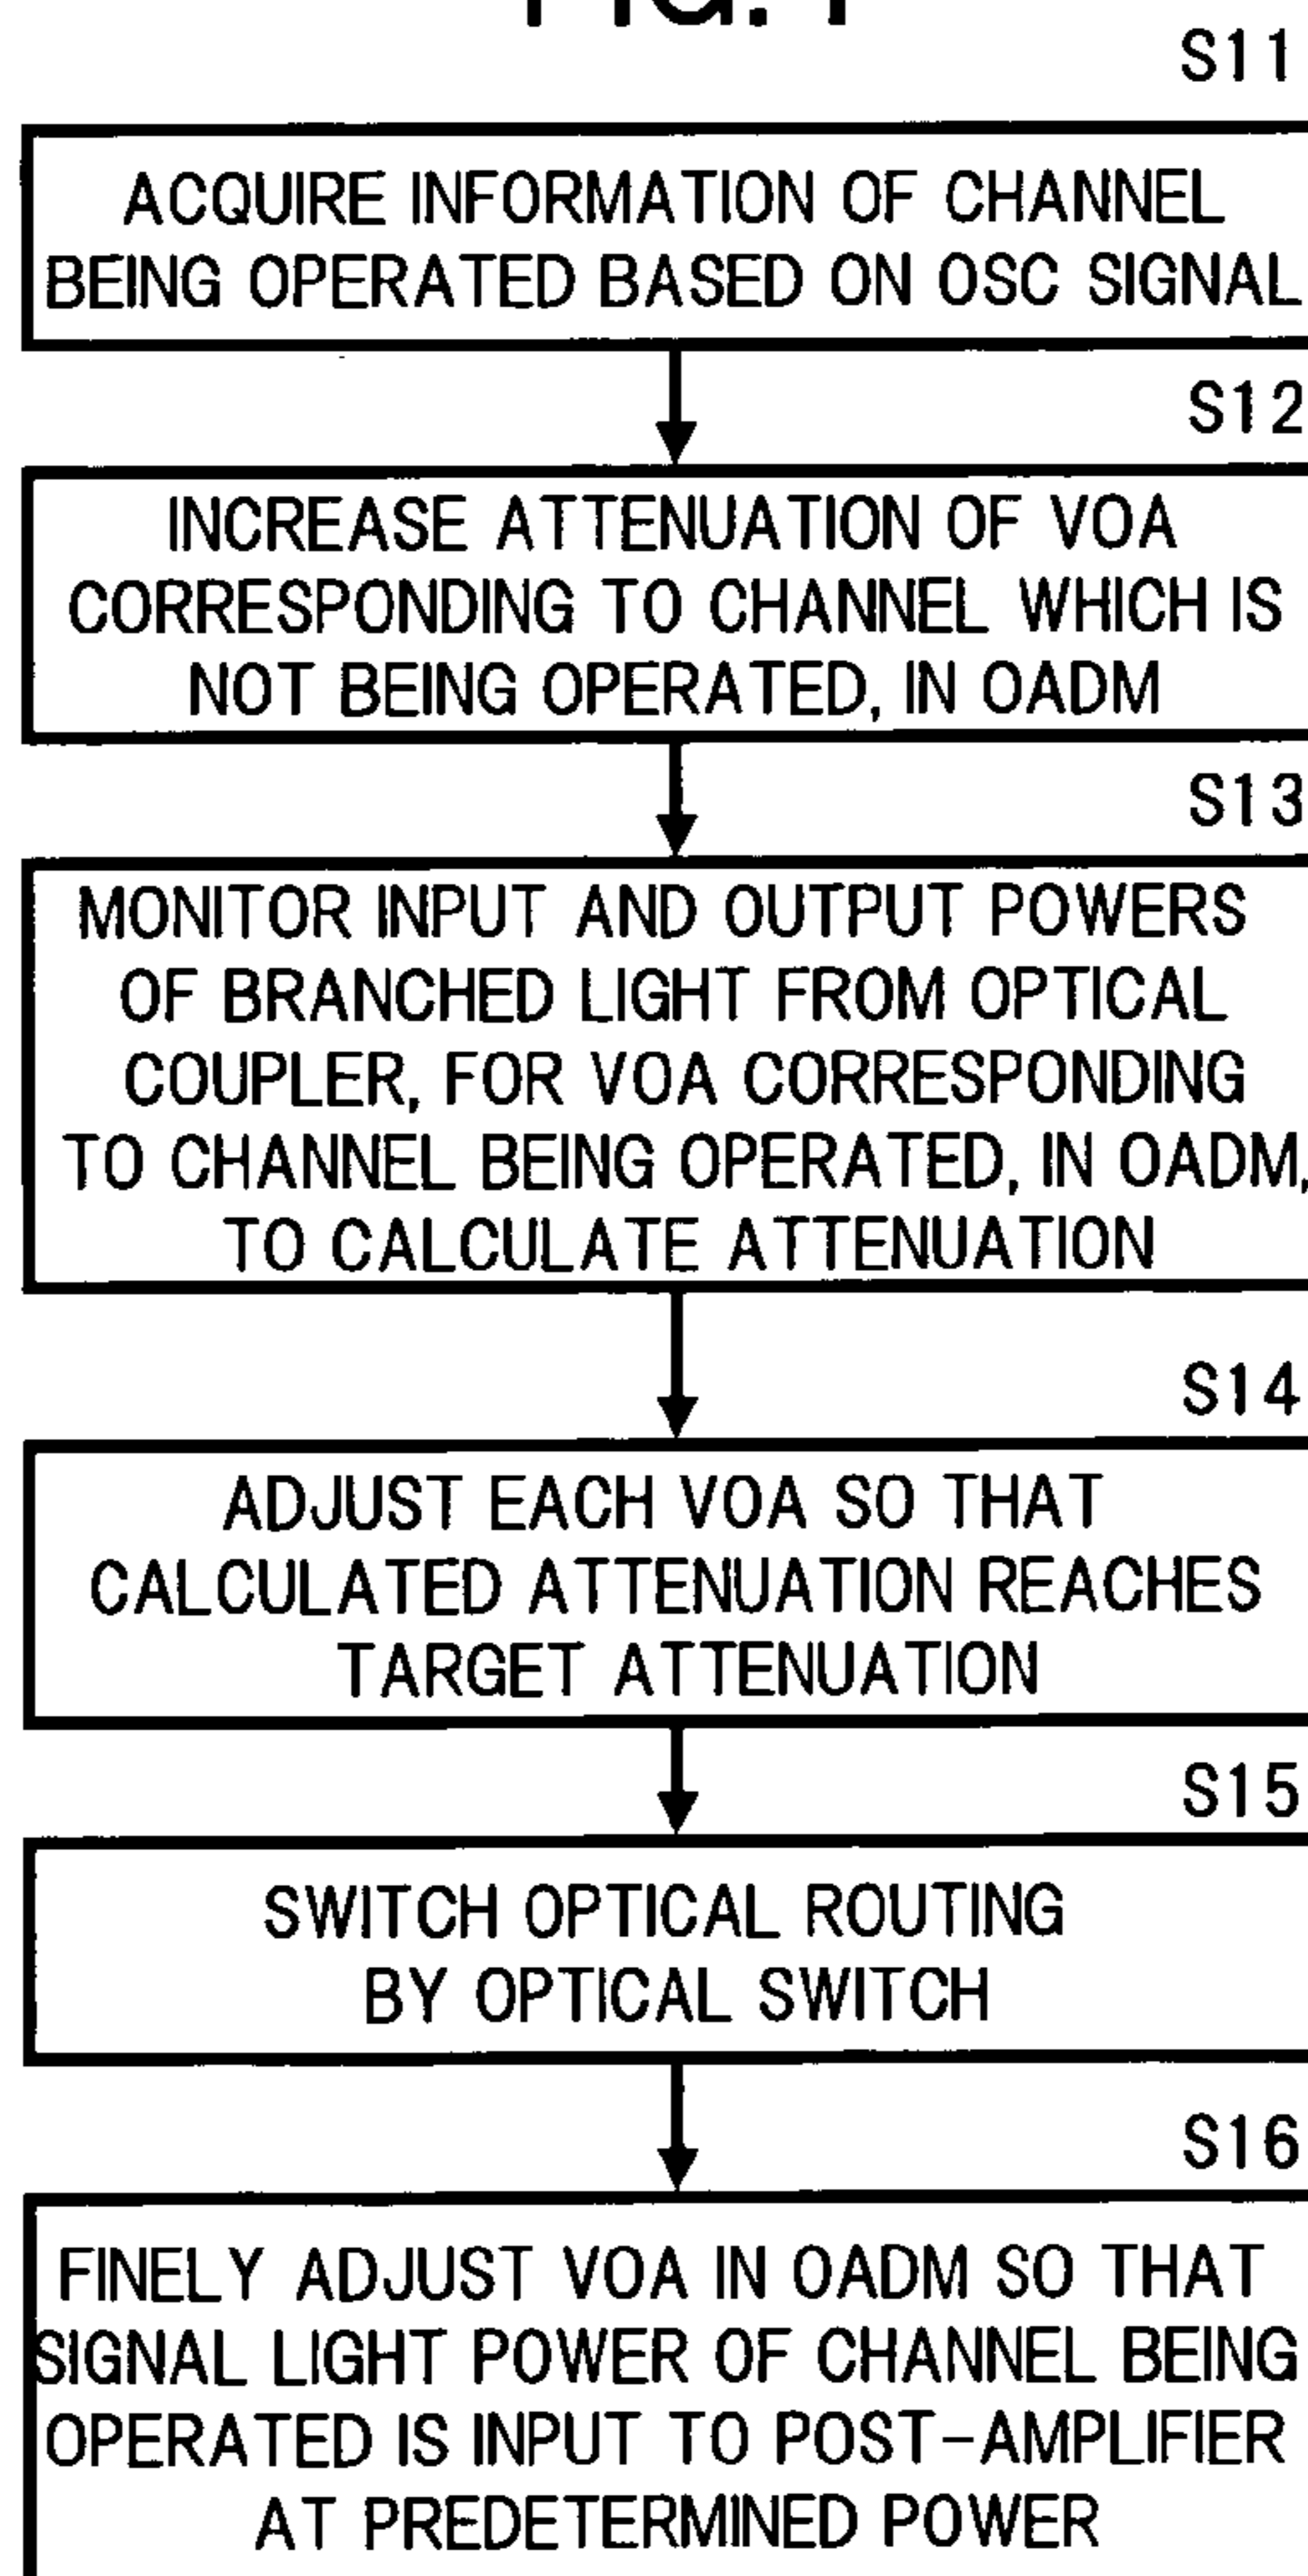 S11
ACQUIRE INFORMATION OF CHANNEL
BEING OPERATED BASED ON OSC SIGNAL
S12
INCREASE ATTENUATION OF VOA
CORRESPONDING TO CHANNEL WHICH IS
NOT BEING OPERATED, IN OADM
S13
MONITOR INPUT AND OUTPUT POWERS
OF BRANCHED LIGHT FROM OPTICAL
COUPLER, FOR VOA CORRESPONDING
TO CHANNEL BEING OPERATED, IN OADM,
TO CALCULATE ATTENUATION
S14
ADJUST EACH VOA SO THAT
CALCULATED ATTENUATION REACHES
TARGET ATTENUATION
S15
SWITCH OPTICAL ROUTING
BY OPTICAL SWITCH
S16
FINELY ADJUST VOA IN OADM SO THAT
SIGNAL LIGHT POWER OF CHANNEL BEING
OPERATED IS INPUT TO POST-AMPLIFIER
AT PREDETERMINED POWER